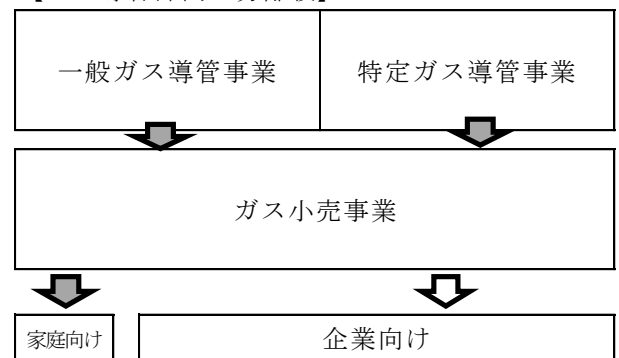 一般ガス導管事業
特定ガス導管事業
ガス小売事業
家庭向け
企業向け